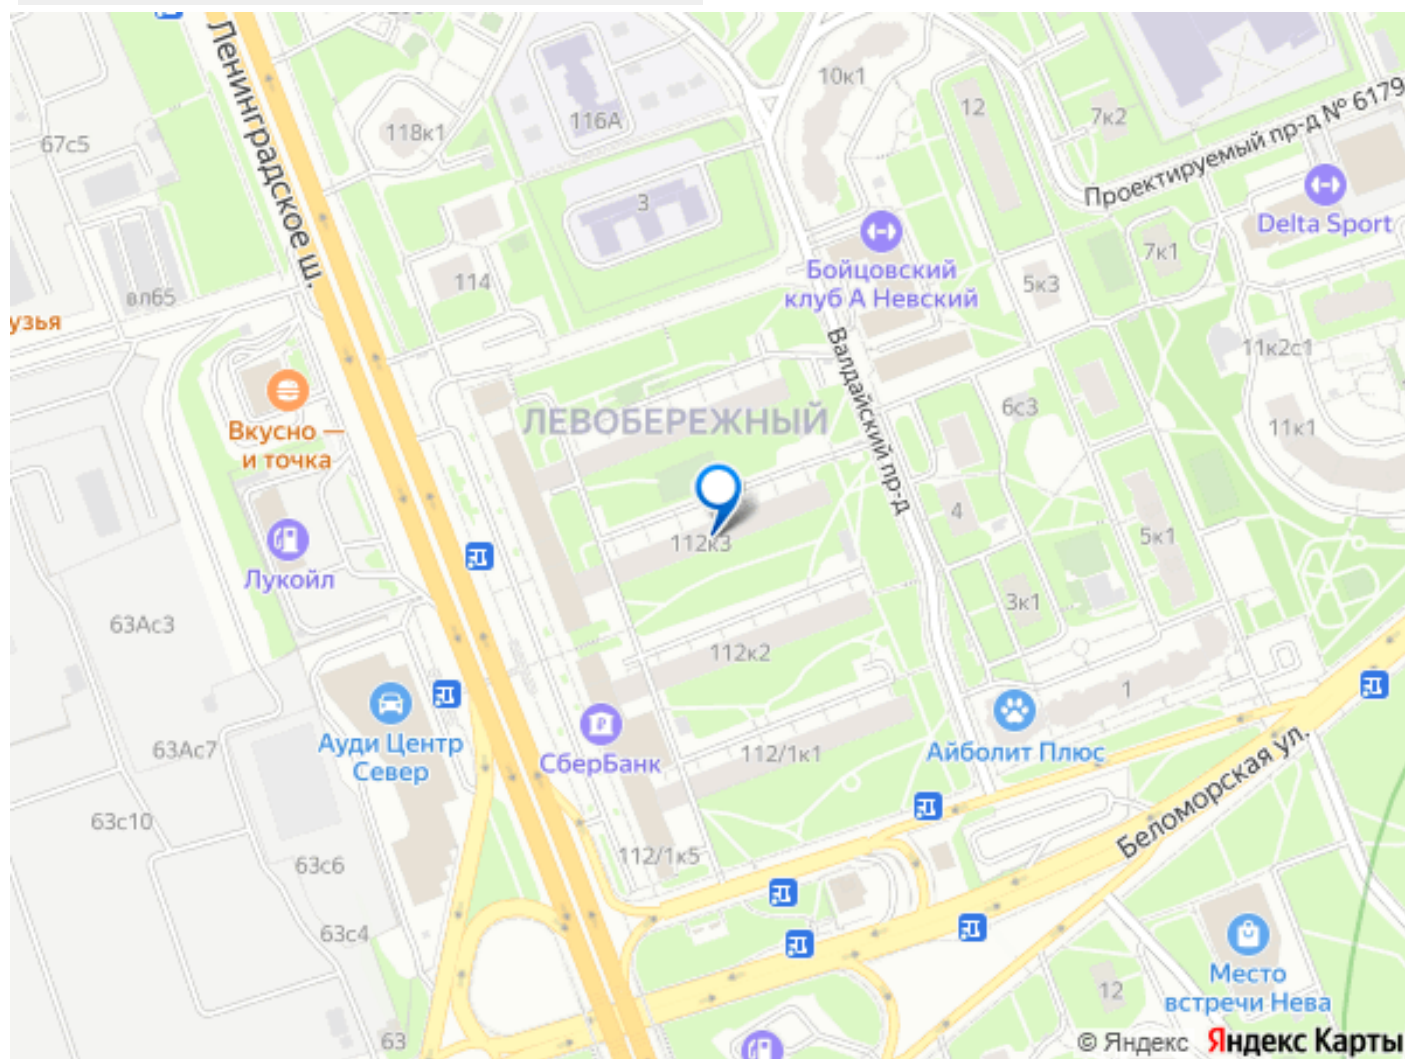 Ленинградское ш.
67с5
118к1
116А
10к1
12
7к2
Проектируемый пр-д № 6179
3
Delta Sport
114
вл65
Бойцовский
клуб А Невский
5к3
7к1
узья
11к2с1
Вкусно —
и точка
ЛЕВОБЕРЕЖНЫЙ
Валдайский пр-д
6с3
11к1
4
112к3
5к1
Лукойл
63Ас3
3к1
112к2
1
63Ас7
Ауди Центр
Север
СберБанк
112/1к1
Айболит Плюс
Беломорская ул.
63с10
63с6
112/1к5
63с4
63
12
Место
встречи Нева
© Яндекс Яндекс Карты